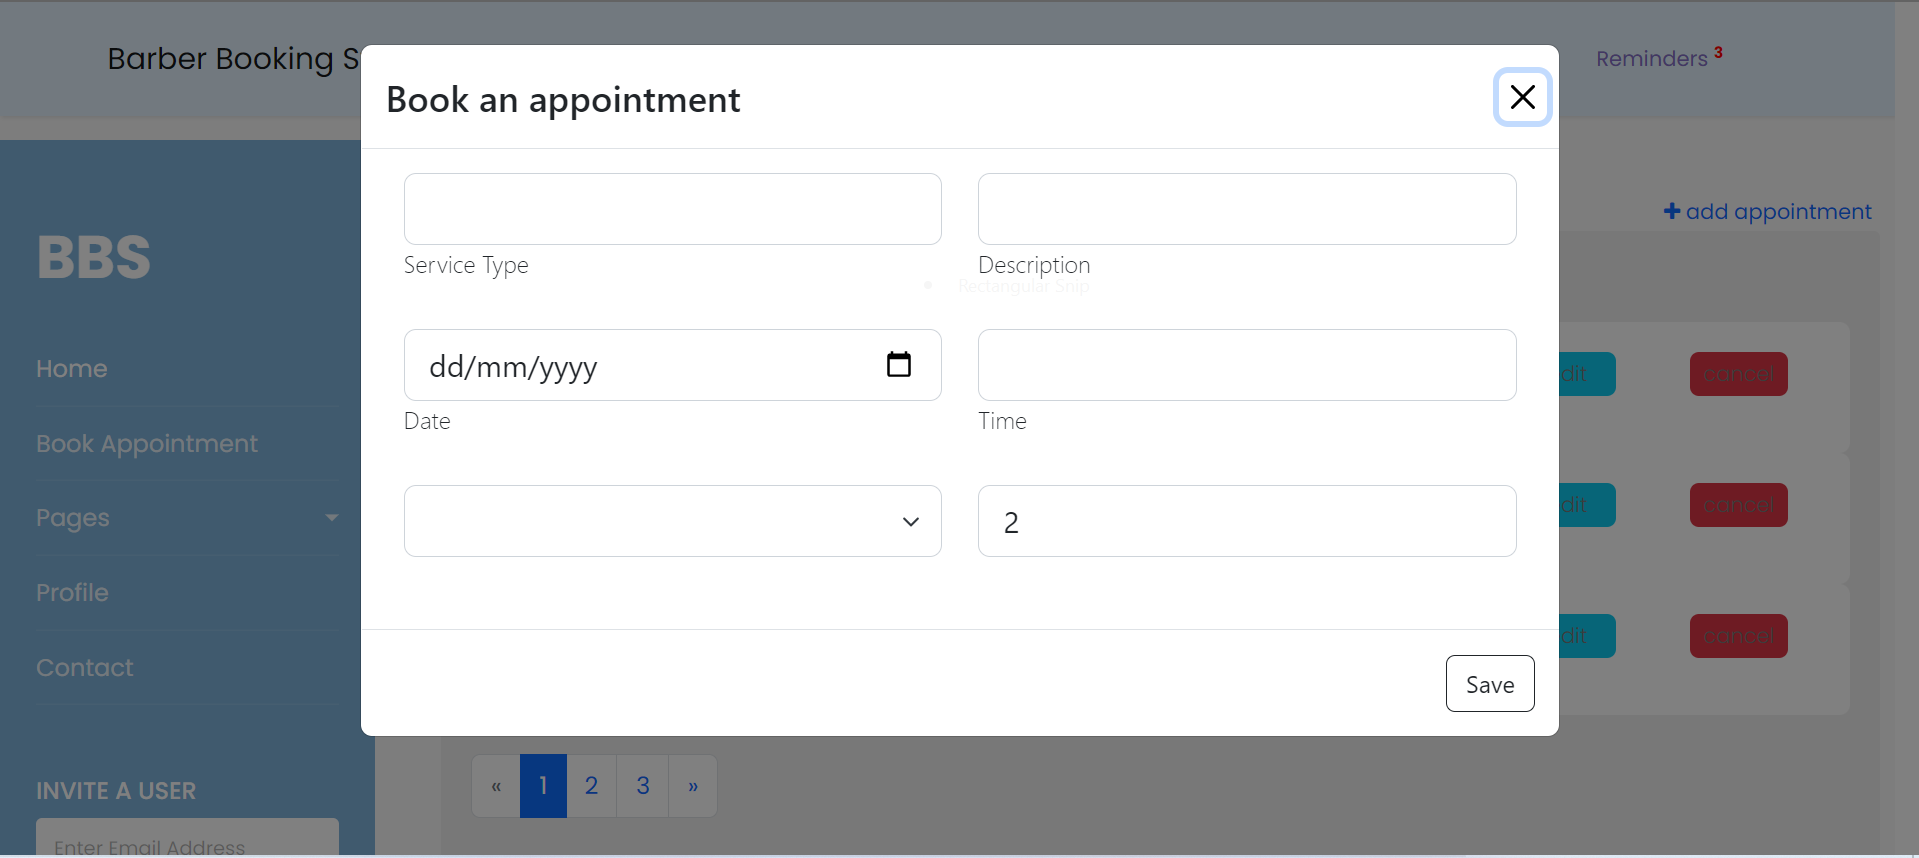 Barber Booking S
Reminders 3
Book an appointment
add appointment
BBS
Service Type
Description
Rectangular Snip
Home
dd/mm/yyyy
dit
cancel
Date
Time
Book Appointment
Pages
2
dit
cancel
Profile
dit
cancel
Contact
Save
INVITE A USER
« 1 2 3 »
Enter Email Address